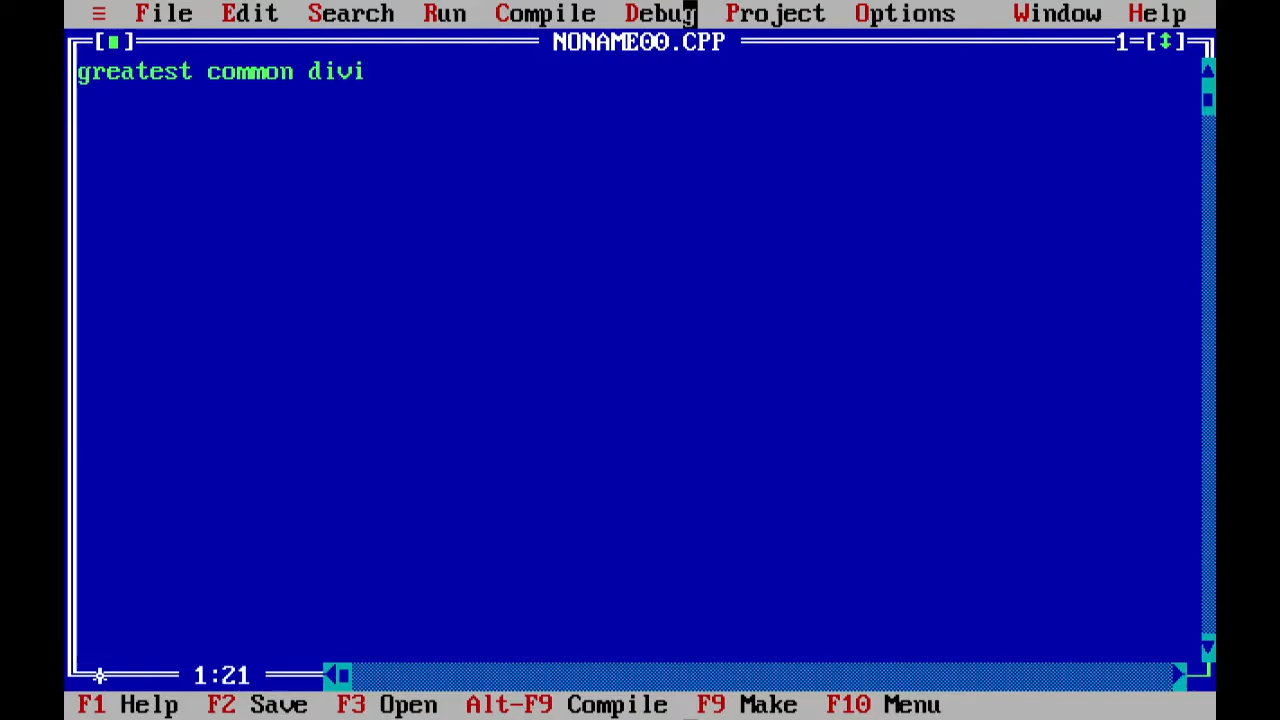 ≡ File Edit Search Run Compile Debug Project Options Window Help
[■] NONAME00.CPP 1=[↕]
greatest common divi
1:21
F1 Help F2 Save F3 Open Alt-F9 Compile F9 Make F10 Menu